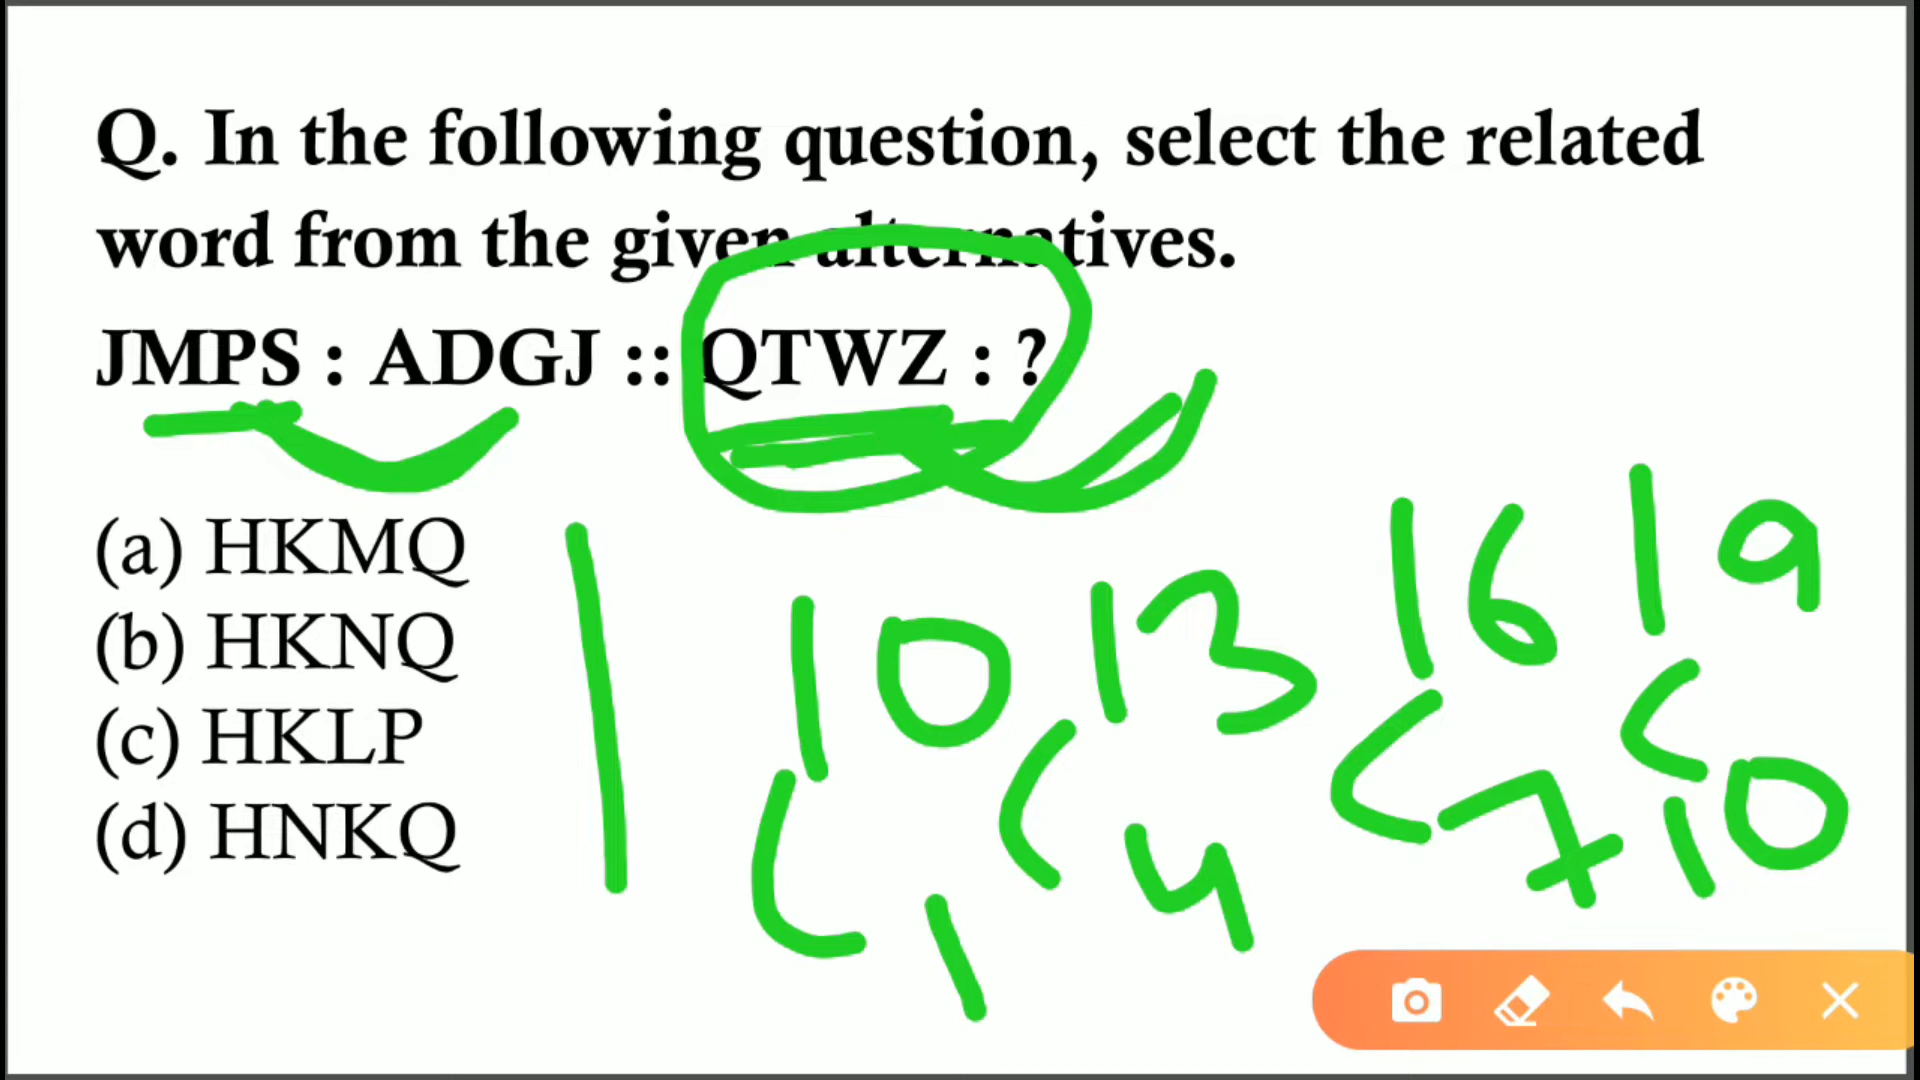 Q. In the following question, select the related
word from the given alternatives.
JMPS : ADGJ :: QTWZ : ?
(a) HKMQ
(b) HKNQ
(c) HKLP
(d) HNKQ
10 13 16 19
1 4 7 10